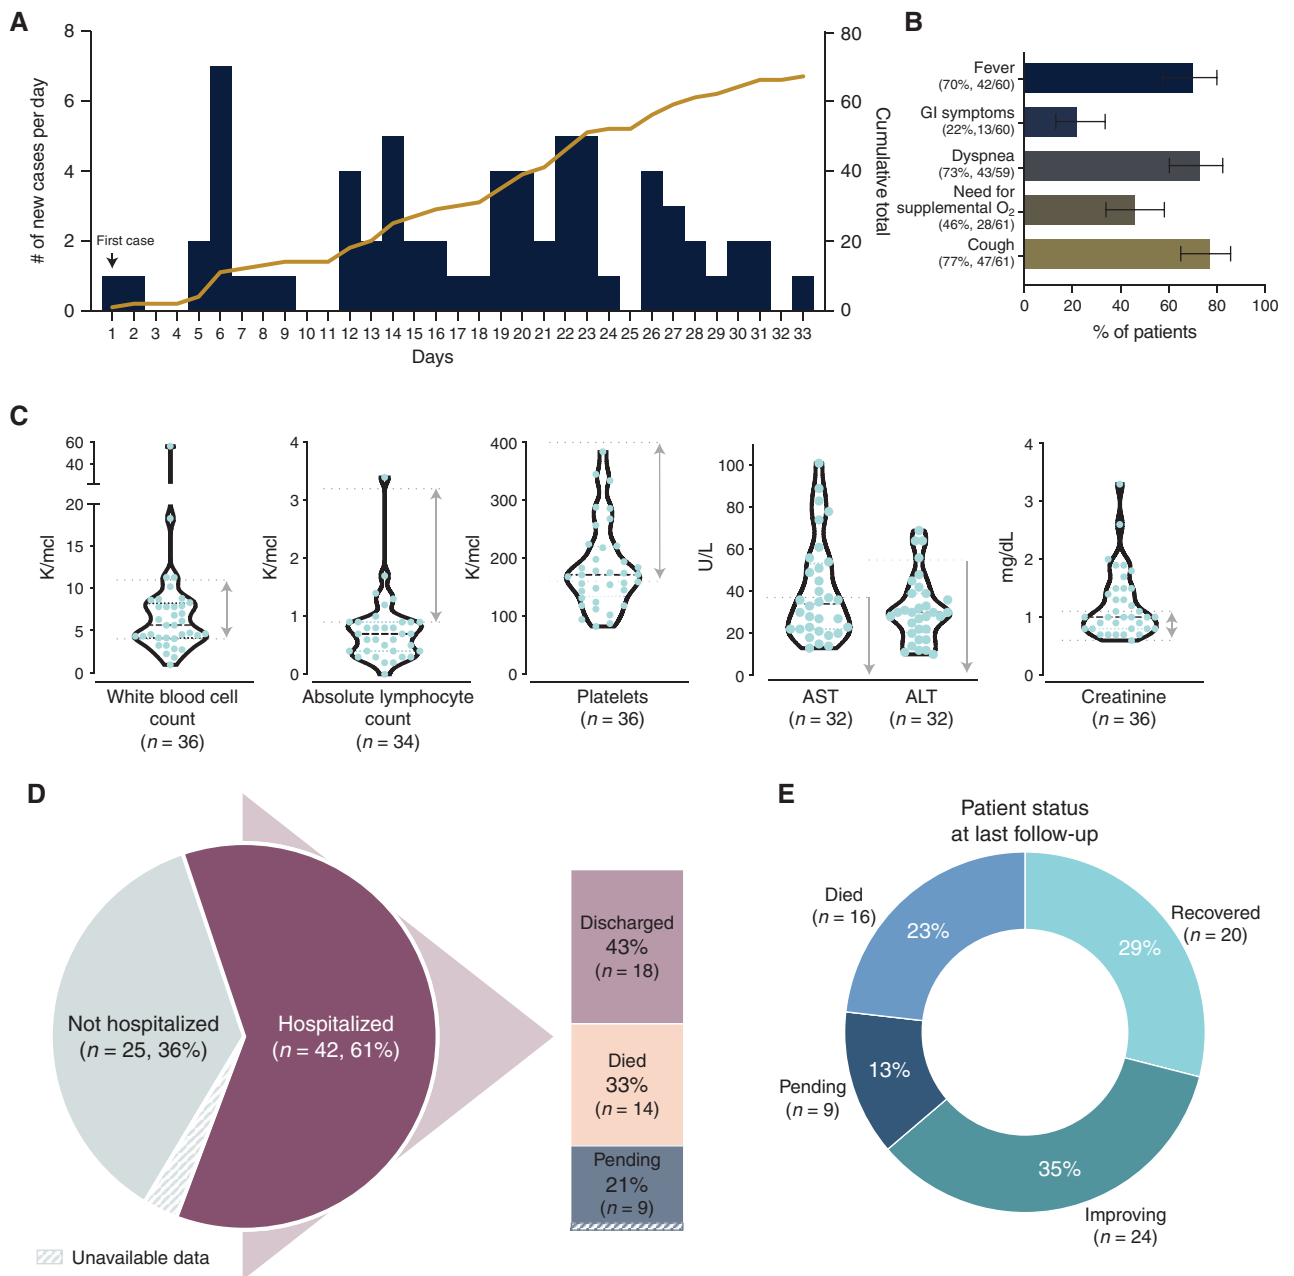 A
# of new cases per day
8
6
4
2
0
First case
80
60
40
20
0
Cumulative total
1 2 3 4 5 6 7 8 9 10 11 12 13 14 15 16 17 18 19 20 21 22 23 24 25 26 27 28 29 30 31 32 33
Days
B
Fever
(70%, 42/60)
GI symptoms
(22%,13/60)
Dyspnea
(73%, 43/59)
Need for
supplemental O₂
(46%, 28/61)
Cough
(77%, 47/61)
0 20 40 60 80 100
% of patients
C
K/mcl
60
40
20
15
10
5
0
White blood cell
count
(n = 36)
K/mcl
4
3
2
1
0
Absolute lymphocyte
count
(n = 34)
K/mcl
400
300
200
100
0
Platelets
(n = 36)
U/L
100
80
60
40
20
0
AST
(n = 32)
ALT
(n = 32)
mg/dL
4
3
2
1
0
Creatinine
(n = 36)
D
Not hospitalized
(n = 25, 36%)
Hospitalized
(n = 42, 61%)
Discharged
43%
(n = 18)
Died
33%
(n = 14)
Pending
21%
(n = 9)
Unavailable data
E
Patient status
at last follow-up
Died
(n = 16)
23%
Recovered
(n = 20)
29%
Pending
(n = 9)
13%
35%
Improving
(n = 24)